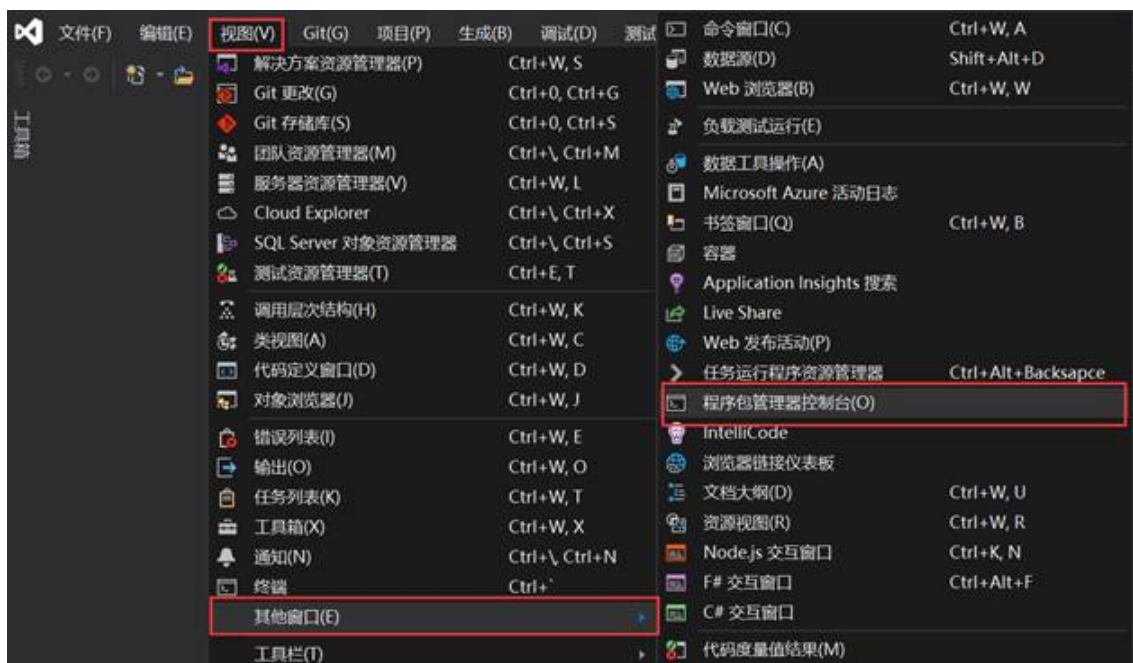 文件(F) 编辑(E) 视图(V) Git(G) 项目(P) 生成(B) 调试(D) 测试
工具箱
解决方案资源管理器(P) Ctrl+W, S
Git 更改(G) Ctrl+0, Ctrl+G
Git 存储库(S) Ctrl+0, Ctrl+S
团队资源管理器(M) Ctrl+\, Ctrl+M
服务器资源管理器(V) Ctrl+W, L
Cloud Explorer Ctrl+\, Ctrl+X
SQL Server 对象资源管理器 Ctrl+\, Ctrl+S
测试资源管理器(T) Ctrl+E, T
调用层次结构(H) Ctrl+W, K
类视图(A) Ctrl+W, C
代码定义窗口(D) Ctrl+W, D
对象浏览器(J) Ctrl+W, J
错误列表(I) Ctrl+W, E
输出(O) Ctrl+W, O
任务列表(K) Ctrl+W, T
工具箱(X) Ctrl+W, X
通知(N) Ctrl+\, Ctrl+N
终端 Ctrl+`
其他窗口(E)
工具栏(T)
命令窗口(C) Ctrl+W, A
数据源(D) Shift+Alt+D
Web 浏览器(B) Ctrl+W, W
负载测试运行(E)
数据工具操作(A)
Microsoft Azure 活动日志
书签窗口(Q) Ctrl+W, B
容器
Application Insights 搜索
Live Share
Web 发布活动(P)
任务运行程序资源管理器 Ctrl+Alt+Backsapce
程序包管理器控制台(O)
IntelliCode
浏览器链接仪表板
文档大纲(D) Ctrl+W, U
资源视图(R) Ctrl+W, R
Node.js 交互窗口 Ctrl+K, N
F# 交互窗口 Ctrl+Alt+F
C# 交互窗口
代码度量值结果(M)